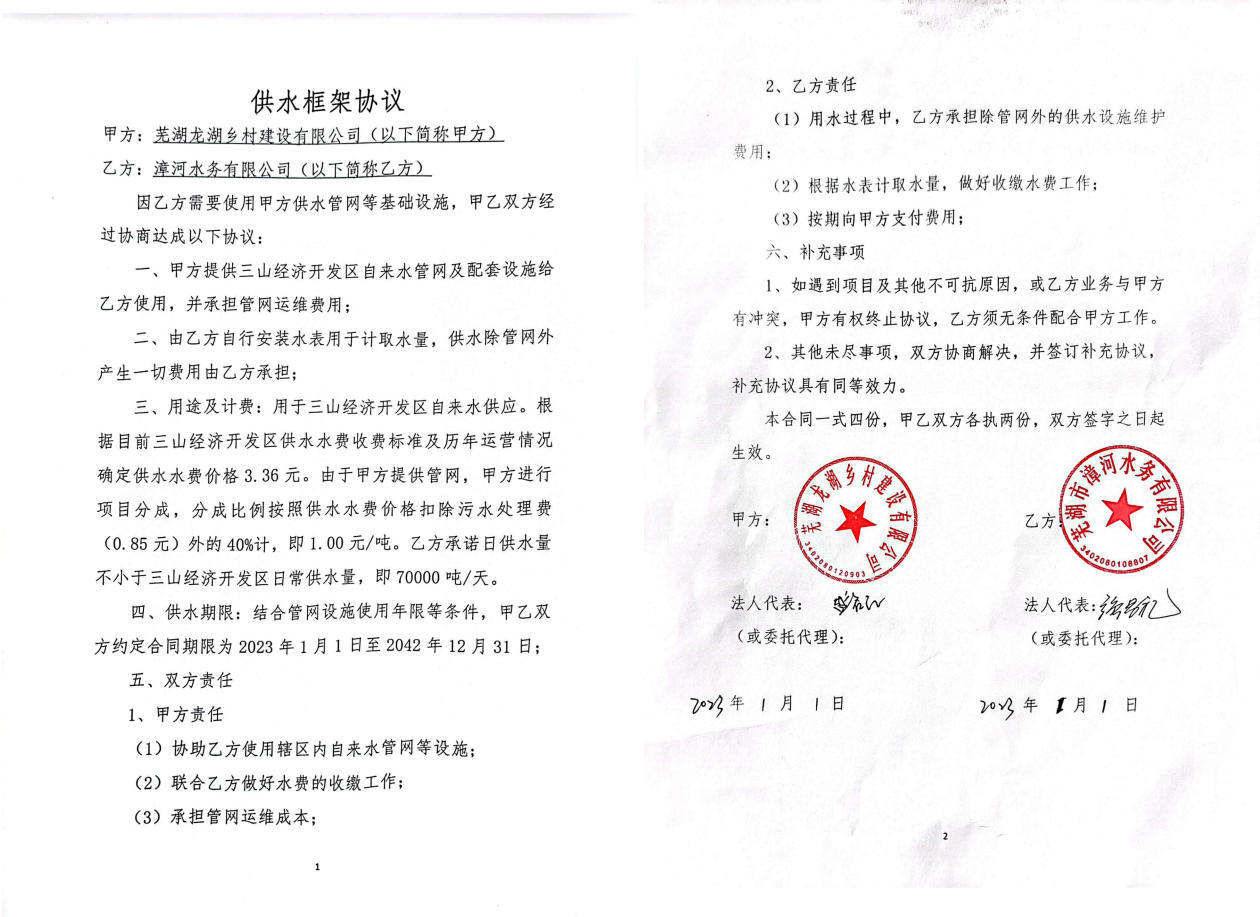 供水框架协议
甲方：芜湖龙湖乡村建设有限公司（以下简称甲方）
乙方：漳河水务有限公司（以下简称乙方）
因乙方需要使用甲方供水管网等基础设施，甲乙双方经
过协商达成以下协议：
一、甲方提供三山经济开发区自来水管网及配套设施给
乙方使用，并承担管网运维费用；
二、由乙方自行安装水表用于计取水量，供水除管网外
产生一切费用由乙方承担；
三、用途及计费：用于三山经济开发区自来水供应。根
据目前三山经济开发区供水水费收费标准及历年运营情况
确定供水水费价格 3.36 元。由于甲方提供管网，甲方进行
项目分成，分成比例按照供水水费价格扣除污水处理费
（0.85 元）外的 40%计，即 1.00 元/吨。乙方承诺日供水量
不小于三山经济开发区日常供水量，即 70000 吨/天。
四、供水期限：结合管网设施使用年限等条件，甲乙双
方约定合同期限为 2023 年 1 月 1 日至 2042 年 12 月 31 日；
五、双方责任
1、甲方责任
（1）协助乙方使用辖区内自来水管网等设施；
（2）联合乙方做好水费的收缴工作；
（3）承担管网运维成本；
1
2、乙方责任
（1）用水过程中，乙方承担除管网外的供水设施维护
费用；
（2）根据水表计取水量，做好收缴水费工作；
（3）按期向甲方支付费用；
六、补充事项
1、如遇到项目及其他不可抗原因，或乙方业务与甲方
有冲突，甲方有权终止协议，乙方须无条件配合甲方工作。
2、其他未尽事项，双方协商解决，并签订补充协议，
补充协议具有同等效力。
本合同一式四份，甲乙双方各执两份，双方签字之日起
生效。
甲方：
芜湖龙湖乡村建设有限公司
3402080120903
乙方
芜湖市漳河水务有限公司
3402080108807
法人代表：
（或委托代理）：
法人代表：
（或委托代理）：
2023年 1 月 1 日
2023 年 1 月 1 日
2